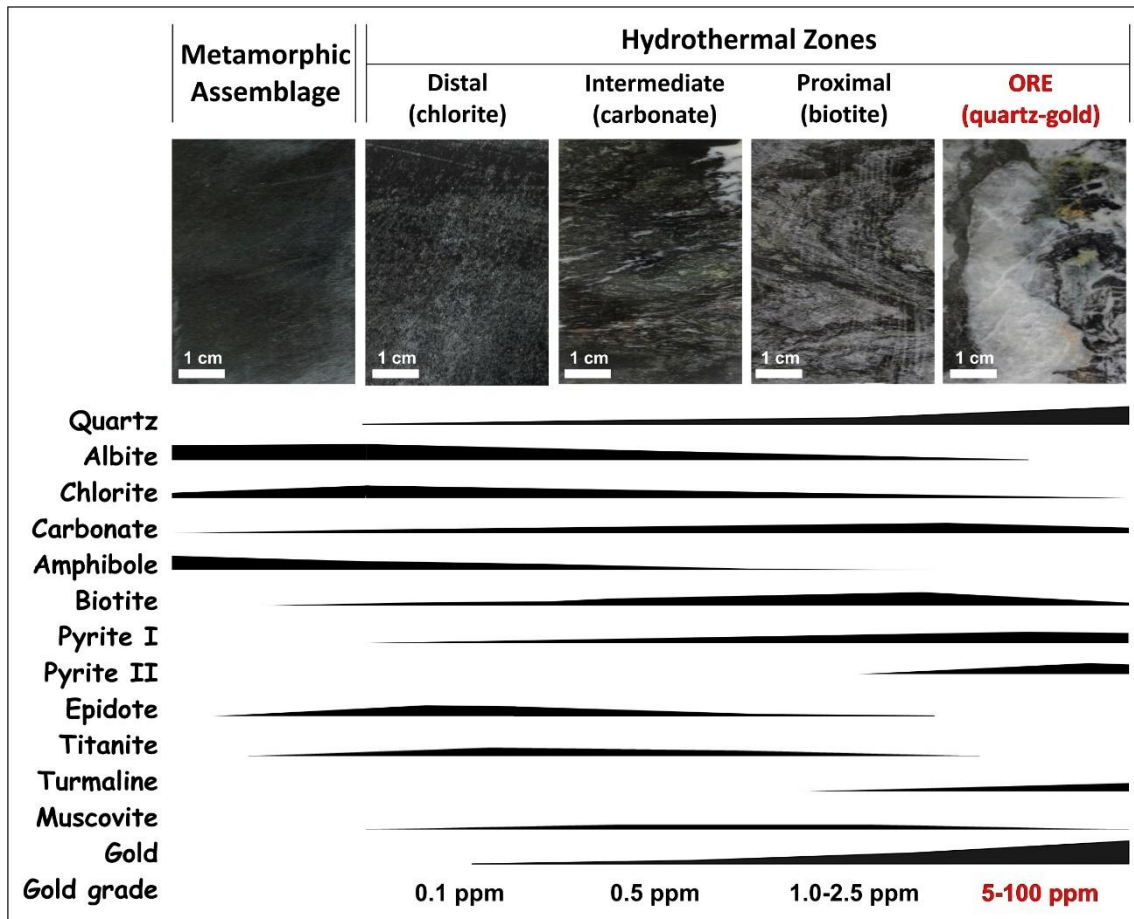 Metamorphic
Assemblage
Hydrothermal Zones
Distal
(chlorite)
Intermediate
(carbonate)
Proximal
(biotite)
ORE
(quartz-gold)
1 cm
1 cm
1 cm
1 cm
1 cm
Quartz
Albite
Chlorite
Carbonate
Amphibole
Biotite
Pyrite I
Pyrite II
Epidote
Titanite
Turmaline
Muscovite
Gold
Gold grade 0.1 ppm 0.5 ppm 1.0-2.5 ppm 5-100 ppm